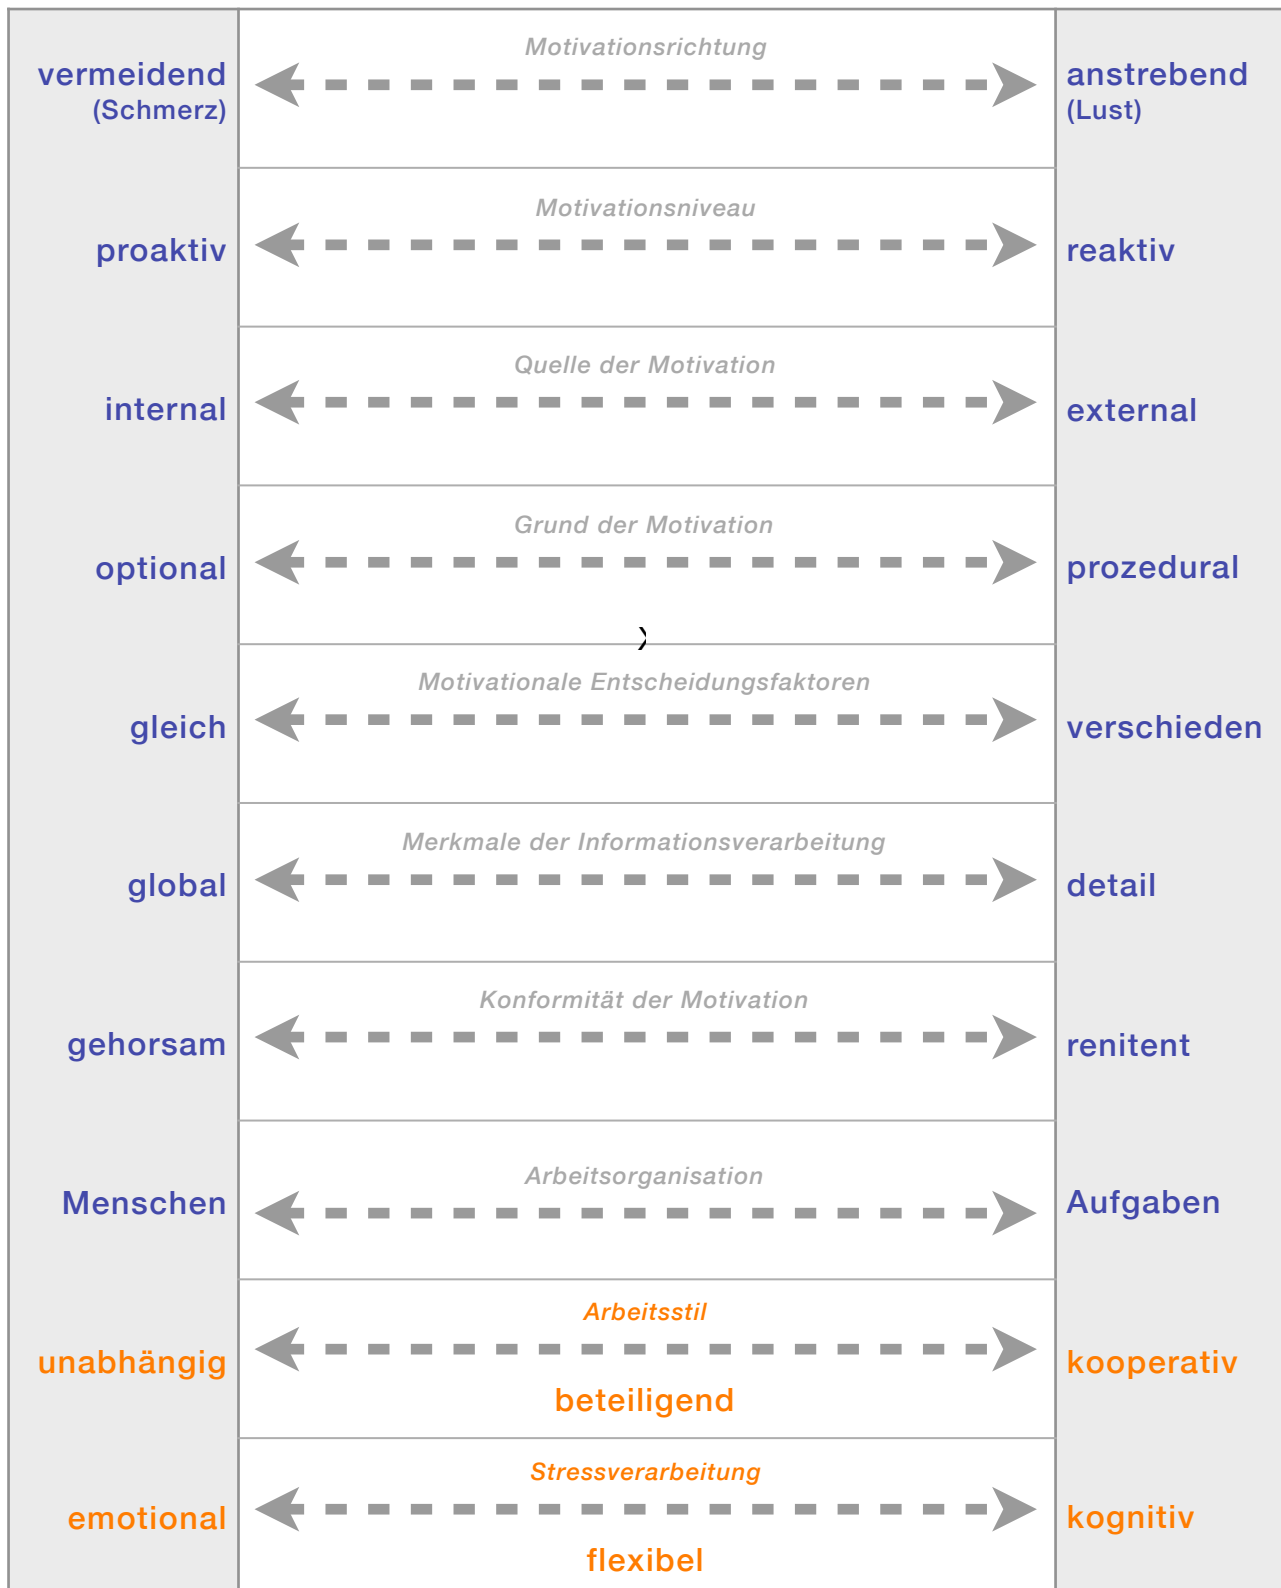 Motivationsrichtung
vermeidend
(Schmerz)
anstrebend
(Lust)
Motivationsniveau
proaktiv
reaktiv
Quelle der Motivation
internal
external
Grund der Motivation
optional
prozedural
Motivationale Entscheidungsfaktoren
gleich
verschieden
Merkmale der Informationsverarbeitung
global
detail
Konformität der Motivation
gehorsam
renitent
Arbeitsorganisation
Menschen
Aufgaben
Arbeitsstil
unabhängig
kooperativ
beteiligend
Stressverarbeitung
emotional
kognitiv
flexibel